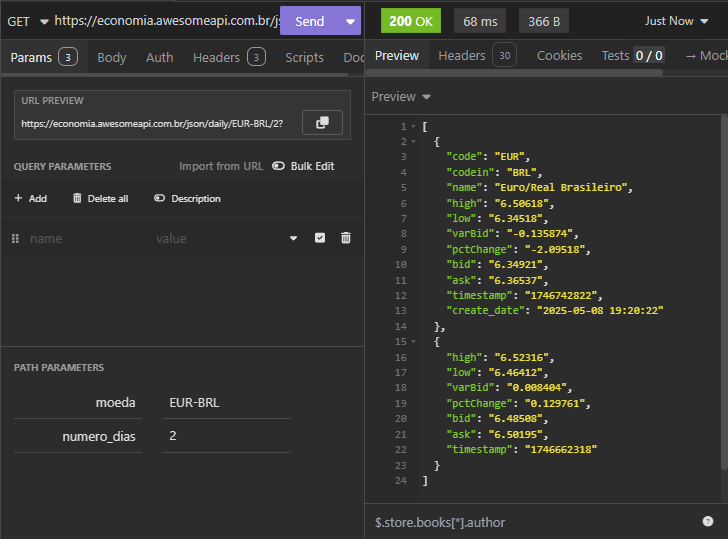 GET https://economia.awesomeapi.com.br/js Send
Params 3 Body Auth Headers 3 Scripts Doc
URL PREVIEW
https://economia.awesomeapi.com.br/json/daily/EUR-BRL/2?
QUERY PARAMETERS Import from URL Bulk Edit
+ Add Delete all Description
name value
PATH PARAMETERS
moeda EUR-BRL
numero_dias 2
200 OK 68 ms 366 B Just Now
Preview Headers 30 Cookies Tests 0 / 0 → Mock
Preview
1 [
2 {
3 "code": "EUR",
4 "codein": "BRL",
5 "name": "Euro/Real Brasileiro",
6 "high": "6.50618",
7 "low": "6.34518",
8 "varBid": "-0.135874",
9 "pctChange": "-2.09518",
10 "bid": "6.34921",
11 "ask": "6.36537",
12 "timestamp": "1746742822",
13 "create_date": "2025-05-08 19:20:22"
14 },
15 {
16 "high": "6.52316",
17 "low": "6.46412",
18 "varBid": "0.008404",
19 "pctChange": "0.129761",
20 "bid": "6.48508",
21 "ask": "6.50195",
22 "timestamp": "1746662318"
23 }
24 ]
$.store.books[*].author ?